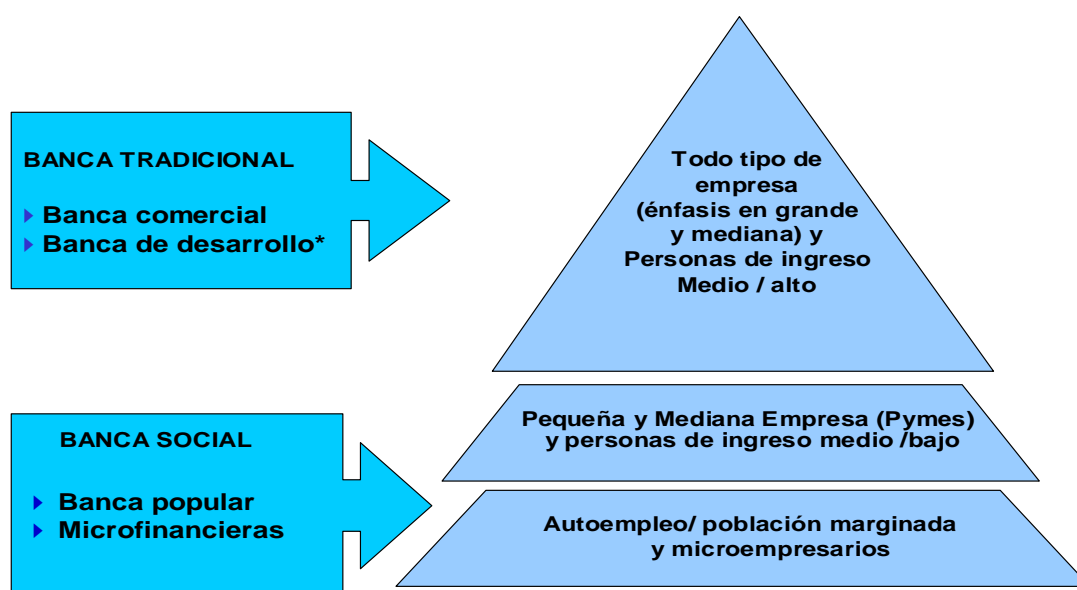 BANCA TRADICIONAL
Banca comercial
Banca de desarrollo*
Todo tipo de
empresa
(énfasis en grande
y mediana) y
Personas de ingreso
Medio / alto
BANCA SOCIAL
Banca popular
Microfinancieras
Pequeña y Mediana Empresa (Pymes)
y personas de ingreso medio /bajo
Autoempleo/ población marginada
y microempresarios